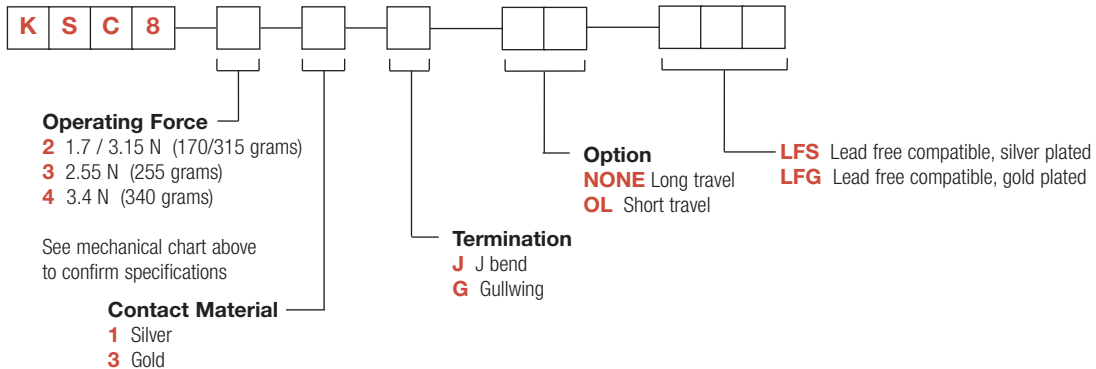 K S C 8
Operating Force
2 1.7 / 3.15 N (170/315 grams)
3 2.55 N (255 grams)
4 3.4 N (340 grams)
See mechanical chart above
to confirm specifications
Contact Material
1 Silver
3 Gold
Termination
J J bend
G Gullwing
Option
NONE Long travel
OL Short travel
LFS Lead free compatible, silver plated
LFG Lead free compatible, gold plated